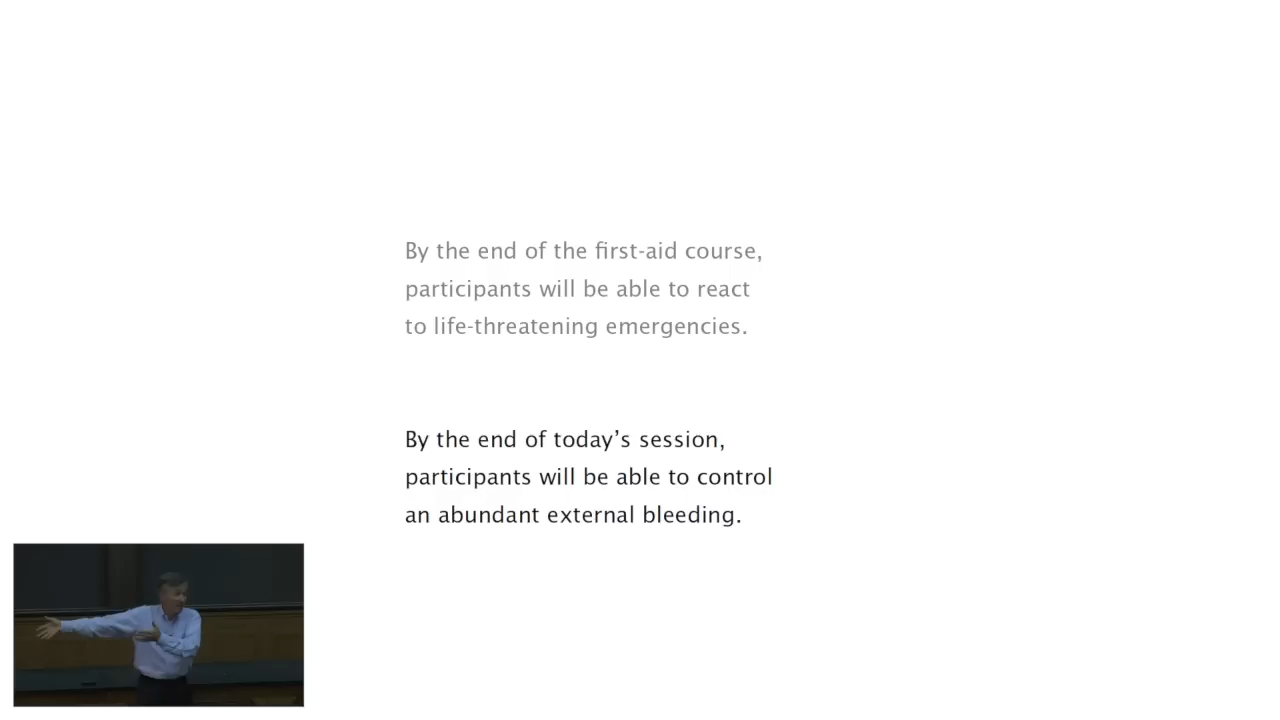 By the end of the first-aid course,
participants will be able to react
to life-threatening emergencies.
By the end of today’s session,
participants will be able to control
an abundant external bleeding.